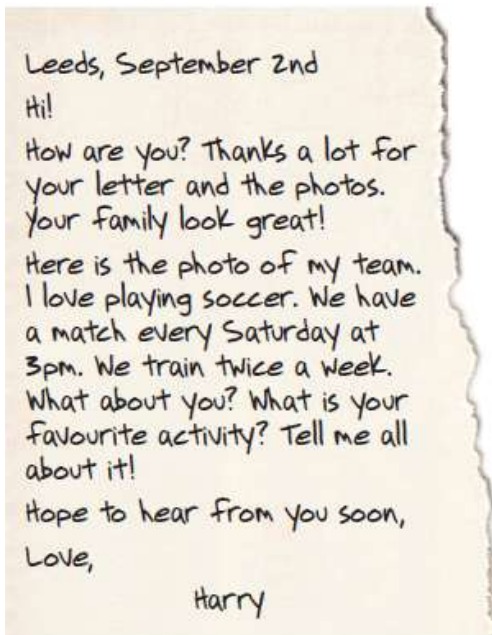 Leeds, September 2nd
Hi!
How are you? Thanks a lot for
your letter and the photos.
Your family look great!
Here is the photo of my team.
I love playing soccer. We have
a match every Saturday at
3pm. We train twice a week.
What about you? What is your
favourite activity? Tell me all
about it!
Hope to hear from you soon,
Love,
Harry